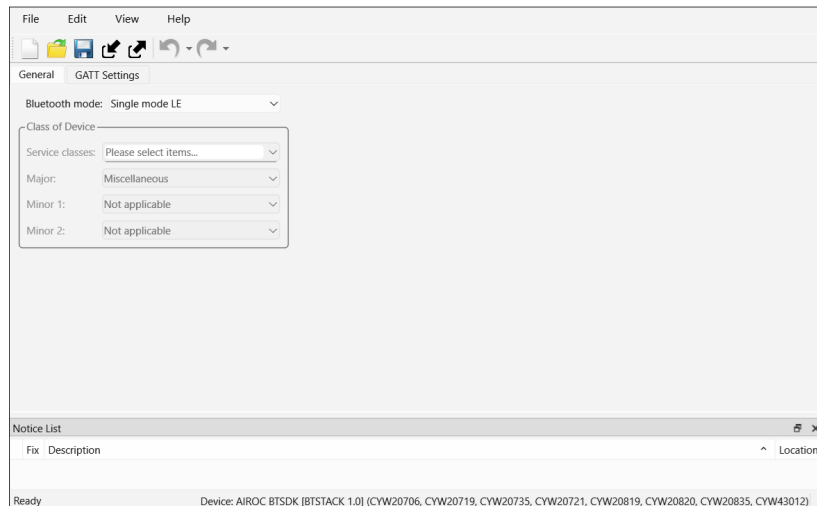 File Edit View Help
General GATT Settings
Bluetooth mode: Single mode LE
Class of Device
Service classes: Please select items...
Major: Miscellaneous
Minor 1: Not applicable
Minor 2: Not applicable
Notice List
Fix Description Location
Ready Device: AIROC BTSDK [BTSTACK 1.0] (CYW20706, CYW20719, CYW20735, CYW20721, CYW20819, CYW20820, CYW20835, CYW43012)